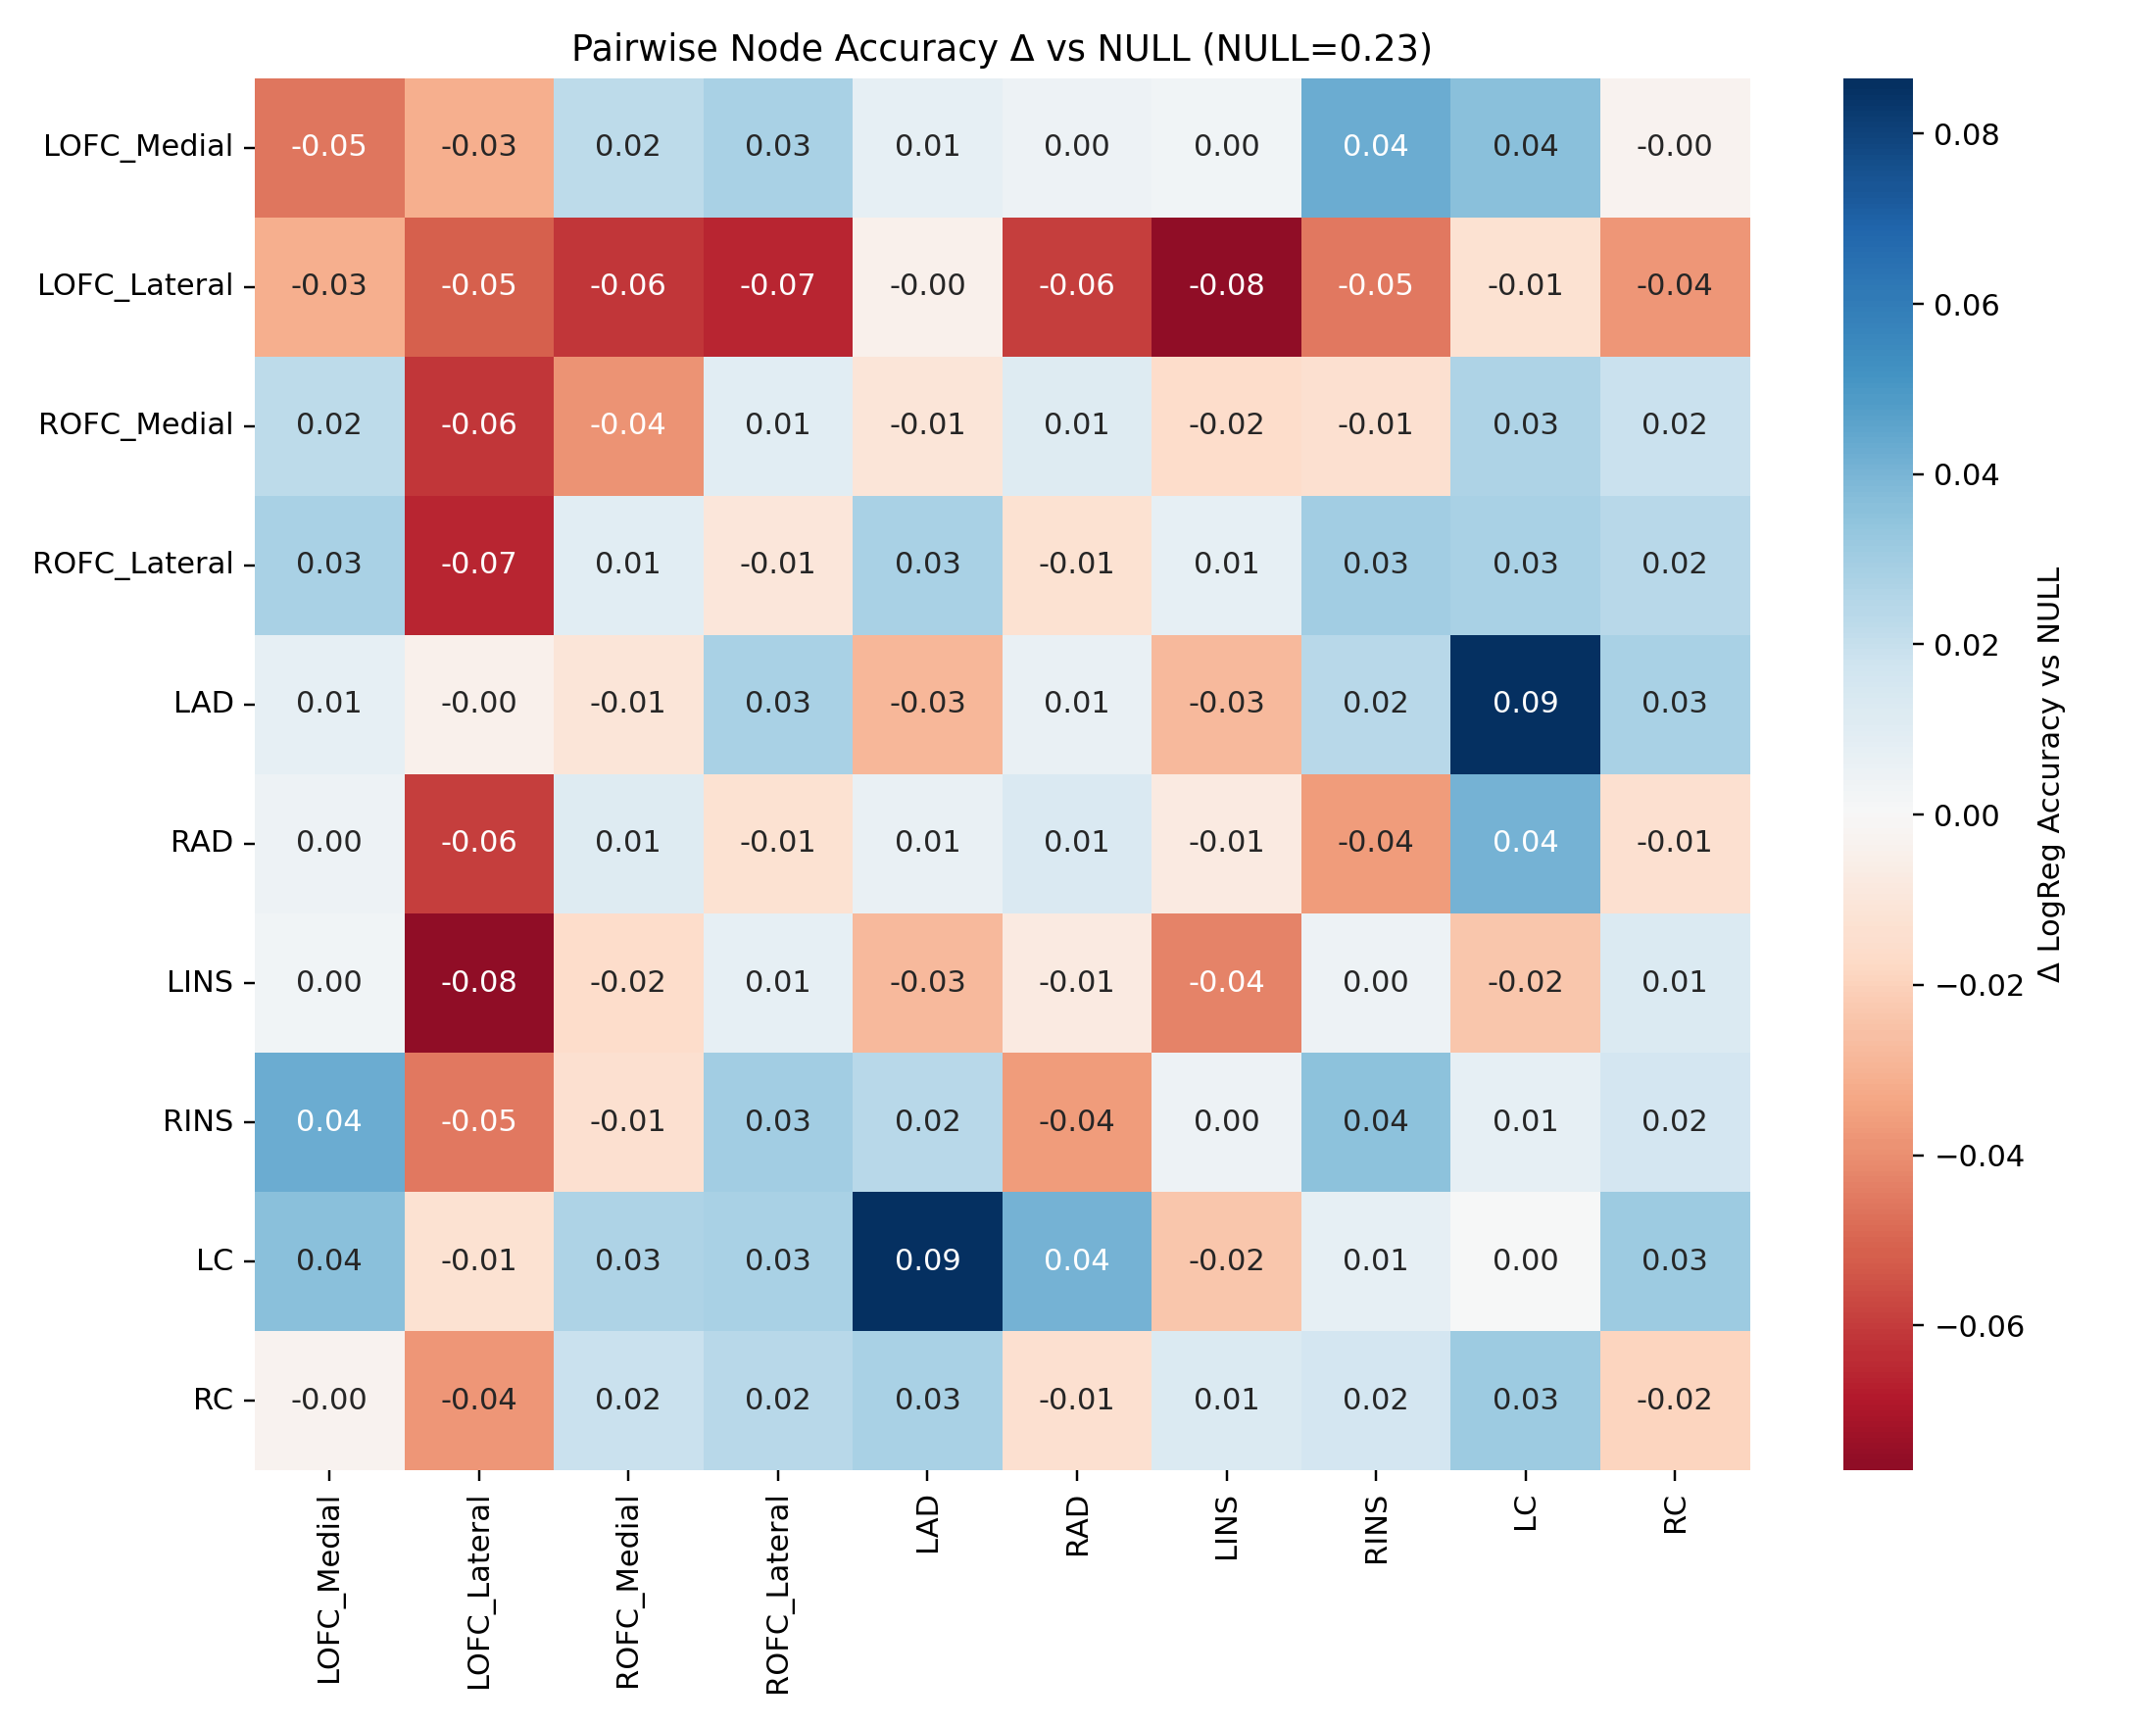 Pairwise Node Accuracy Δ vs NULL (NULL=0.23)
LOFC_Medial -0.05 -0.03 0.02 0.03 0.01 0.00 0.00 0.04 0.04 -0.00
LOFC_Lateral -0.03 -0.05 -0.06 -0.07 -0.00 -0.06 -0.08 -0.05 -0.01 -0.04
ROFC_Medial 0.02 -0.06 -0.04 0.01 -0.01 0.01 -0.02 -0.01 0.03 0.02
ROFC_Lateral 0.03 -0.07 0.01 -0.01 0.03 -0.01 0.01 0.03 0.03 0.02
LAD 0.01 -0.00 -0.01 0.03 -0.03 0.01 -0.03 0.02 0.09 0.03
RAD 0.00 -0.06 0.01 -0.01 0.01 0.01 -0.01 -0.04 0.04 -0.01
LINS 0.00 -0.08 -0.02 0.01 -0.03 -0.01 -0.04 0.00 -0.02 0.01
RINS 0.04 -0.05 -0.01 0.03 0.02 -0.04 0.00 0.04 0.01 0.02
LC 0.04 -0.01 0.03 0.03 0.09 0.04 -0.02 0.01 0.00 0.03
RC -0.00 -0.04 0.02 0.02 0.03 -0.01 0.01 0.02 0.03 -0.02
LOFC_Medial LOFC_Lateral ROFC_Medial ROFC_Lateral LAD RAD LINS RINS LC RC
0.08
0.06
0.04
0.02
0.00
−0.02
−0.04
−0.06
Δ LogReg Accuracy vs NULL